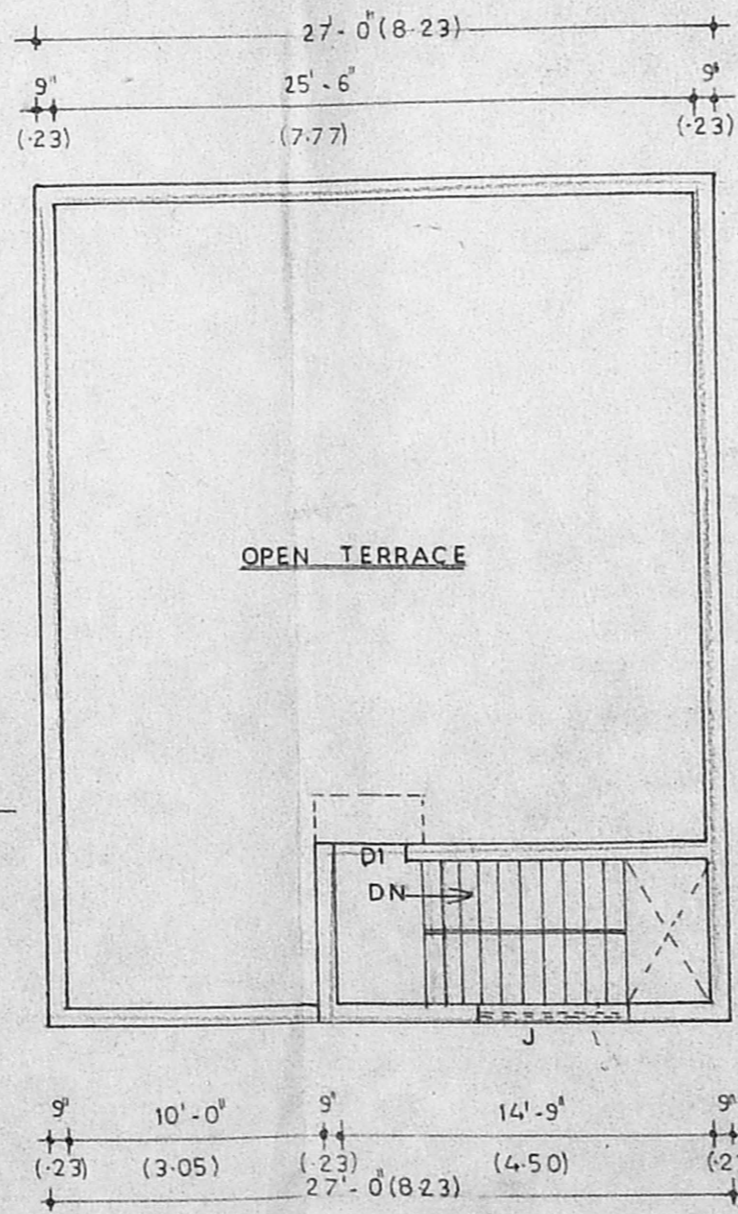 27'-0"(8.23)
9" 25'-6" 9"
(.23) (7.77) (.23)
OPEN TERRACE
D1
DN
J
9" 10'-0" 9" 14'-9" 9"
(.23) (3.05) (.23) (4.50) (.2
27'-0"(8.23)